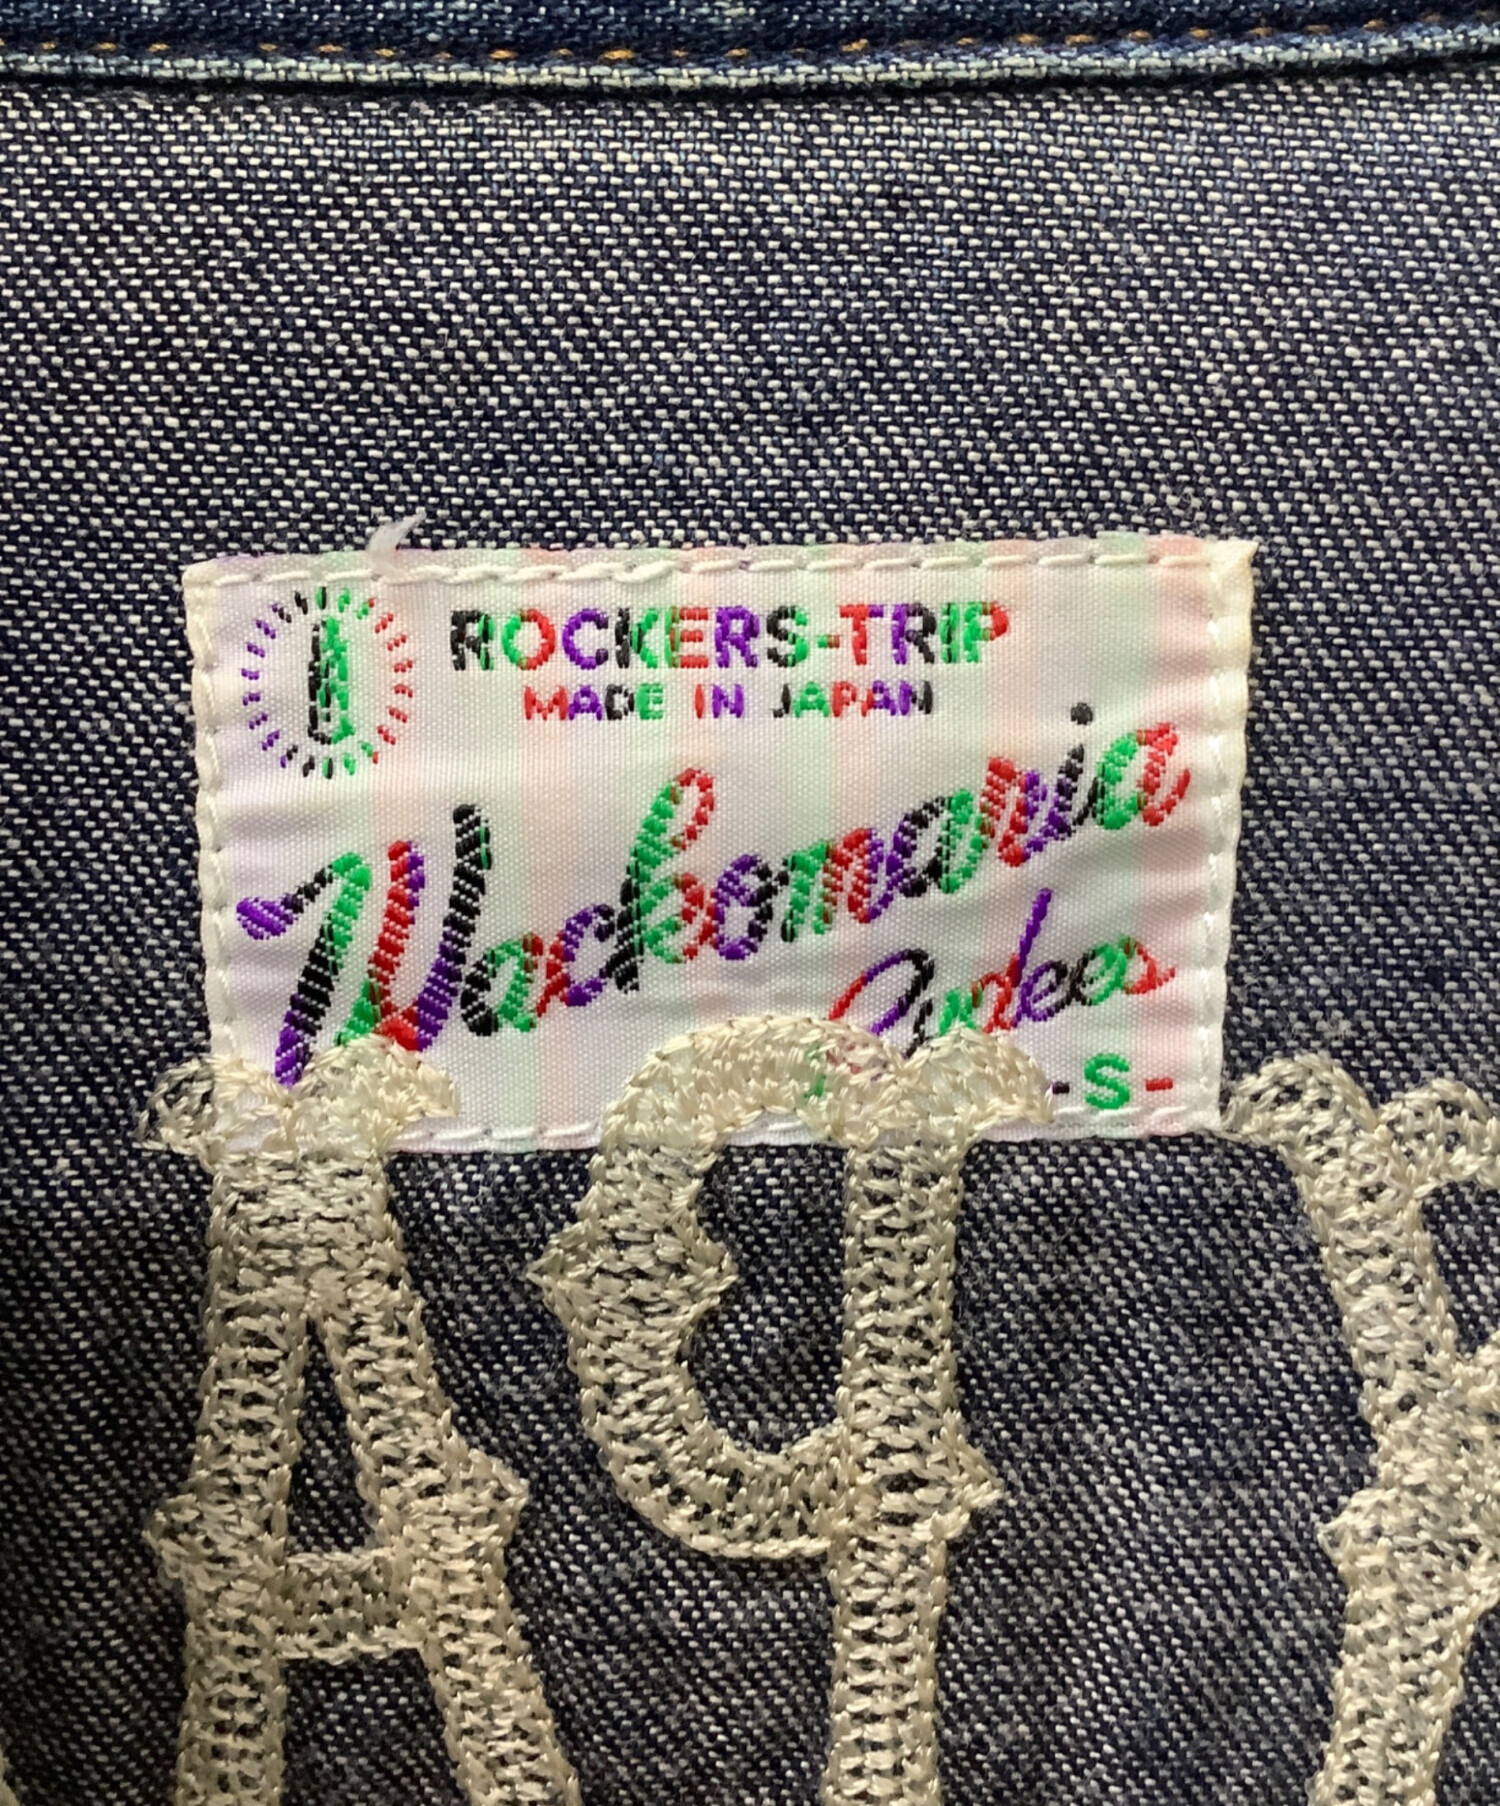 ROCKERS-TRIP
MADE IN JAPAN
Wackomaria
-S-